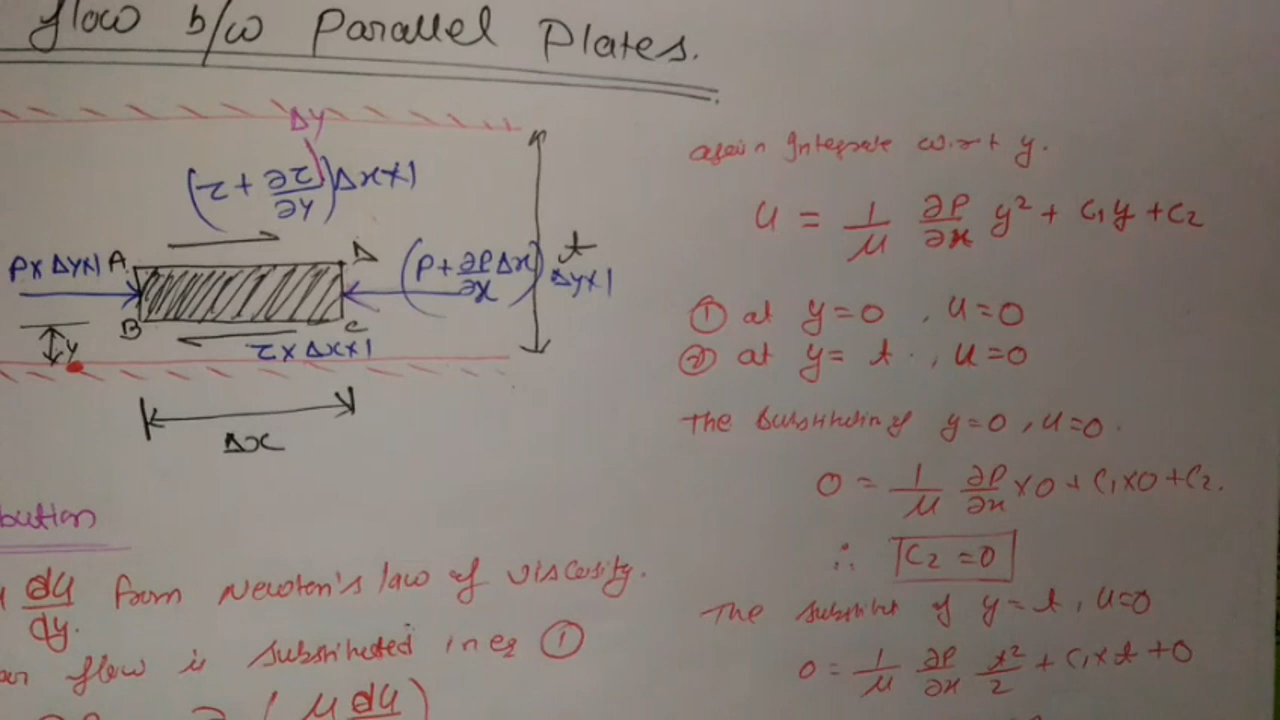 flow b/w Parallel Plates.
Δy
(τ + ∂τ/∂y) Δx×1
P×Δy×1 A D (P + ∂P/∂x Δx) t
Δy×1
B C
y τ×Δx×1
Δx
bution
μ du/dy from Newton's law of viscosity.
flow is substituted in eq ①
∂ (μ du
again Integrate w.r.t y.
u = 1/μ ∂P/∂x y² + C₁y + C₂
① at y=0 , u=0
② at y= t , u=0
The y=0 , u=0.
0 = 1/μ ∂P/∂x ×0 + C₁×0 + C₂.
∴ C₂ = 0
The of y=t , u=0
0 = 1/μ ∂P/∂x t²/2 + C₁×t + 0